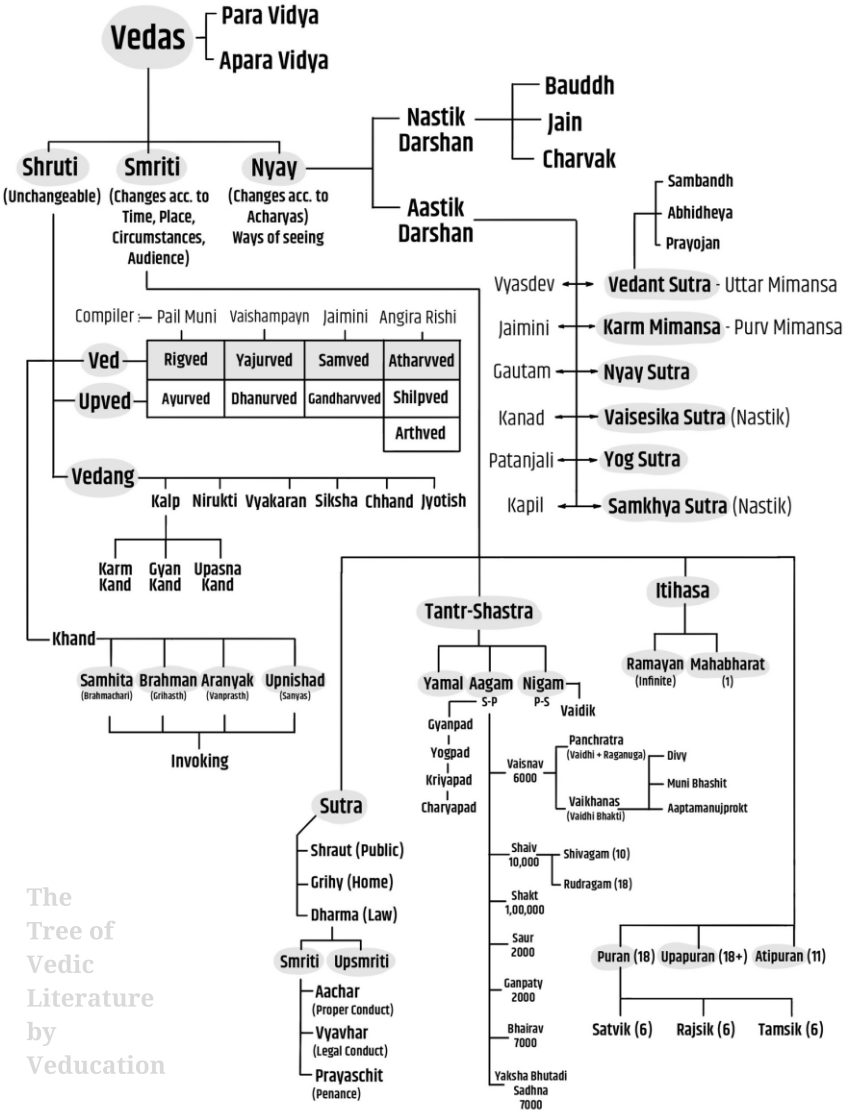 Vedas
Para Vidya
Apara Vidya
Shruti
(Unchangeable)
Smriti
(Changes acc. to
Time, Place,
Circumstances,
Audience)
Nyay
(Changes acc. to
Acharyas)
Ways of seeing
Nastik
Darshan
Bauddh
Jain
Charvak
Aastik
Darshan
Sambandh
Abhidheya
Prayojan
Vyasdev Vedant Sutra - Uttar Mimansa
Jaimini Karm Mimansa - Purv Mimansa
Gautam Nyay Sutra
Kanad Vaisesika Sutra (Nastik)
Patanjali Yog Sutra
Kapil Samkhya Sutra (Nastik)
Compiler :— Pail Muni Vaishampayn Jaimini Angira Rishi
Ved Rigved Yajurved Samved Atharvved
Upved Ayurved Dhanurved Gandharvved Shilpved
Arthved
Vedang
Kalp Nirukti Vyakaran Siksha Chhand Jyotish
Karm
Kand
Gyan
Kand
Upasna
Kand
Khand
Samhita
(Brahmachari)
Brahman
(Grihasth)
Aranyak
(Vanprasth)
Upnishad
(Sanyas)
Invoking
Tantr-Shastra
Yamal Aagam Nigam
S-P P-S
Vaidik
Gyanpad
Yogpad
Kriyapad
Charyapad
Vaisnav
6000
Panchratra
(Vaidhi + Raganuga)
Vaikhanas
(Vaidhi Bhakti)
Divy
Muni Bhashit
Aaptamanujprokt
Shaiv
10,000
Shivagam (10)
Rudragam (18)
Shakt
1,00,000
Saur
2000
Ganpaty
2000
Bhairav
7000
Yaksha Bhutadi
Sadhna
7000
Itihasa
Ramayan
(Infinite)
Mahabharat
(1)
Sutra
Shraut (Public)
Grihy (Home)
Dharma (Law)
Smriti Upsmriti
Aachar
(Proper Conduct)
Vyavhar
(Legal Conduct)
Prayaschit
(Penance)
Puran (18) Upapuran (18+) Atipuran (11)
Satvik (6) Rajsik (6) Tamsik (6)
The
Tree of
Vedic
Literature
by
Veducation